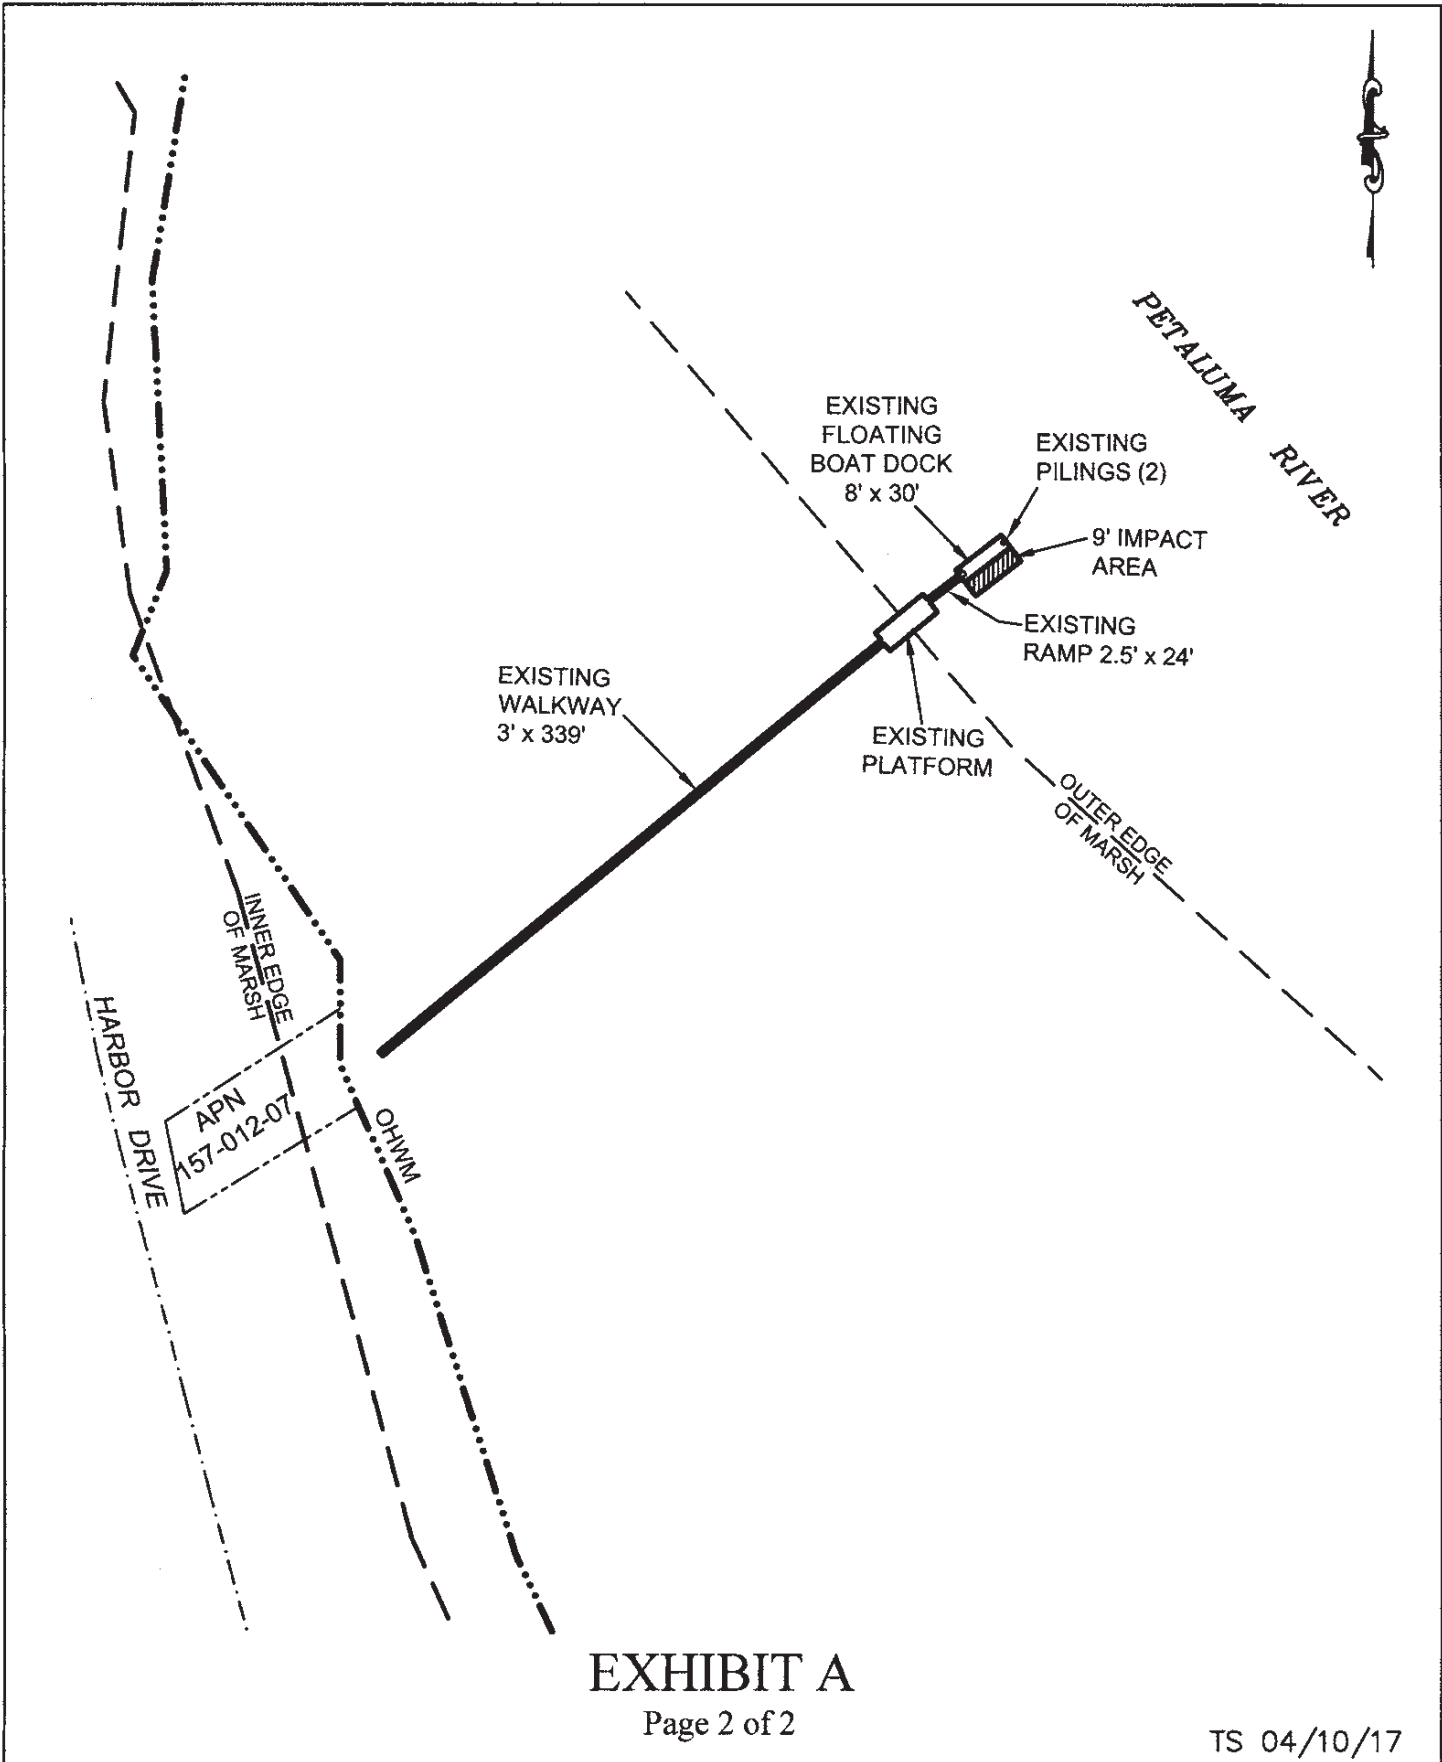 PETALUMA RIVER
EXISTING
FLOATING
BOAT DOCK
8' x 30'
EXISTING
PILINGS (2)
9' IMPACT
AREA
EXISTING
RAMP 2.5' x 24'
EXISTING
WALKWAY
3' x 339'
EXISTING
PLATFORM
OUTER EDGE
OF MARSH
INNER EDGE
OF MARSH
HARBOR DRIVE
APN
157-012-07
OHWM
EXHIBIT A
Page 2 of 2
TS 04/10/17